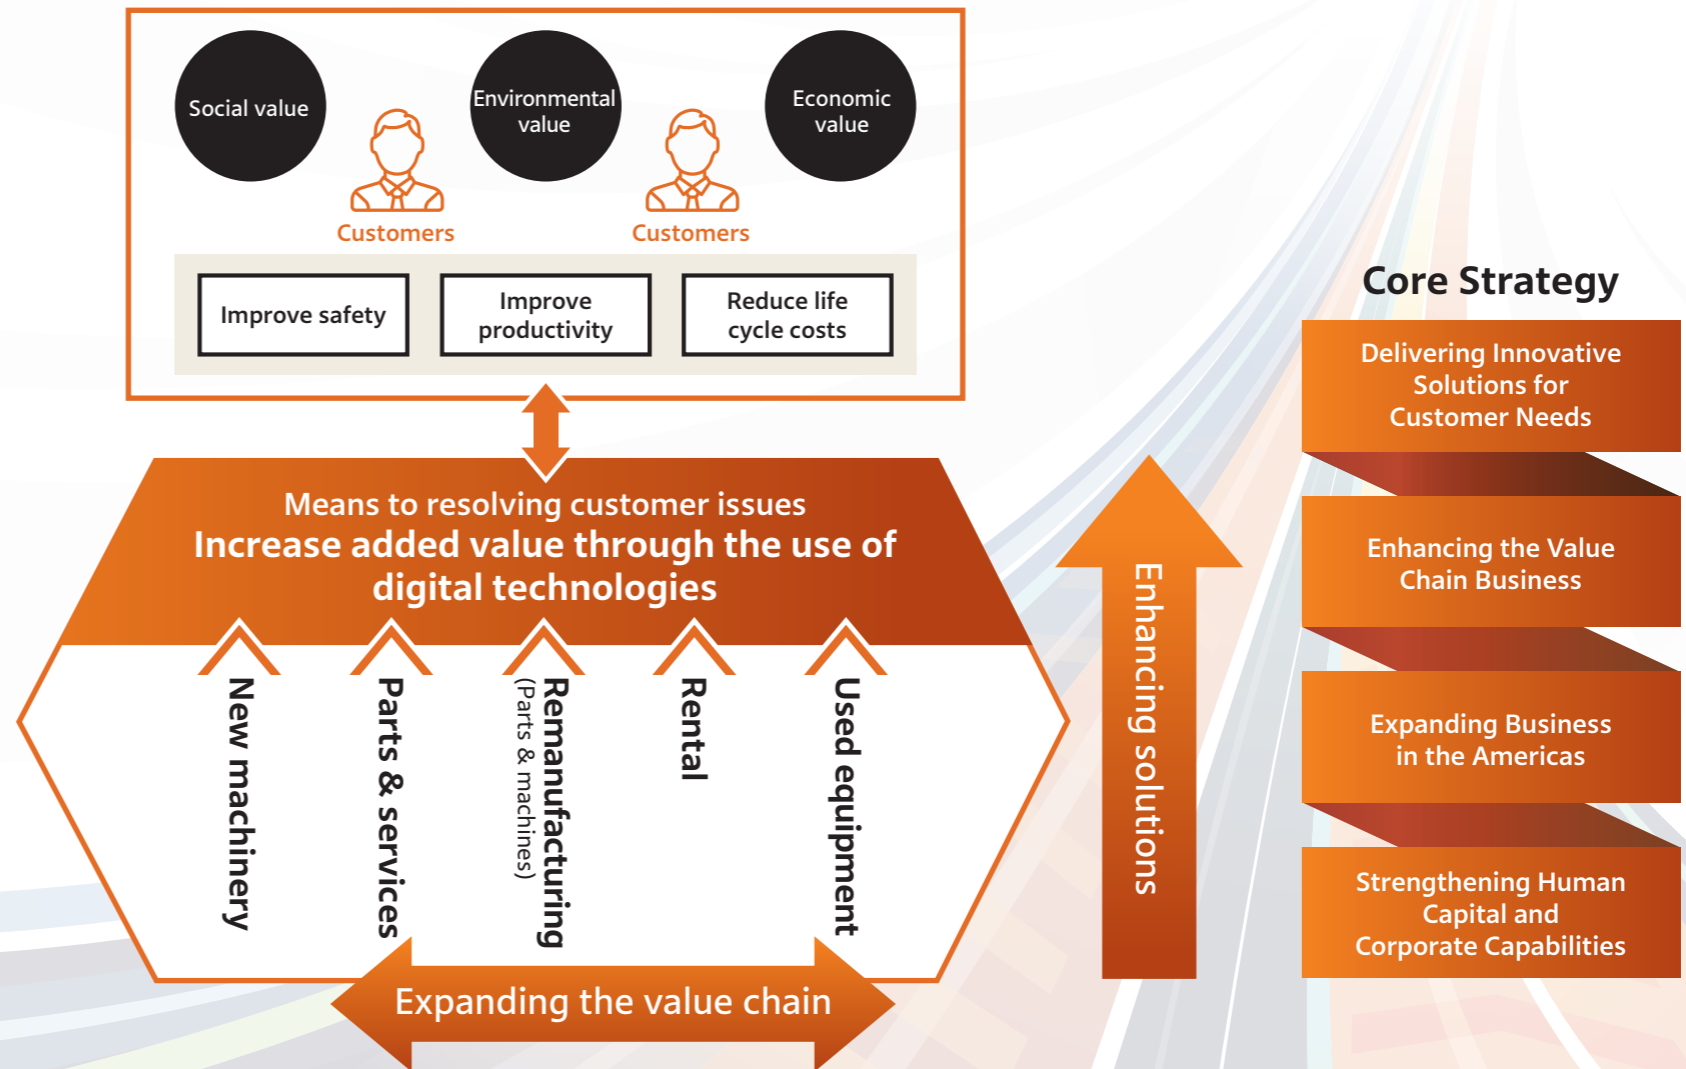 Social value
Environmental
value
Economic
value
Customers
Customers
Improve safety
Improve
productivity
Reduce life
cycle costs
Means to resolving customer issues
Increase added value through the use of
digital technologies
New machinery
Parts & services
Remanufacturing
(Parts & machines)
Rental
Used equipment
Expanding the value chain
Enhancing solutions
Core Strategy
Delivering Innovative
Solutions for
Customer Needs
Enhancing the Value
Chain Business
Expanding Business
in the Americas
Strengthening Human
Capital and
Corporate Capabilities